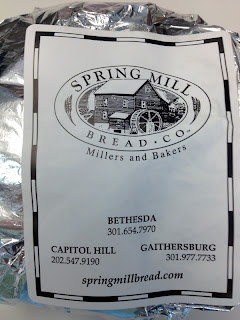 SPRING MILL
BREAD • CO.™
Millers and Bakers
BETHESDA
301.654.7970
CAPITOL HILL GAITHERSBURG
202.547.9190 301.977.7733
springmillbread.com